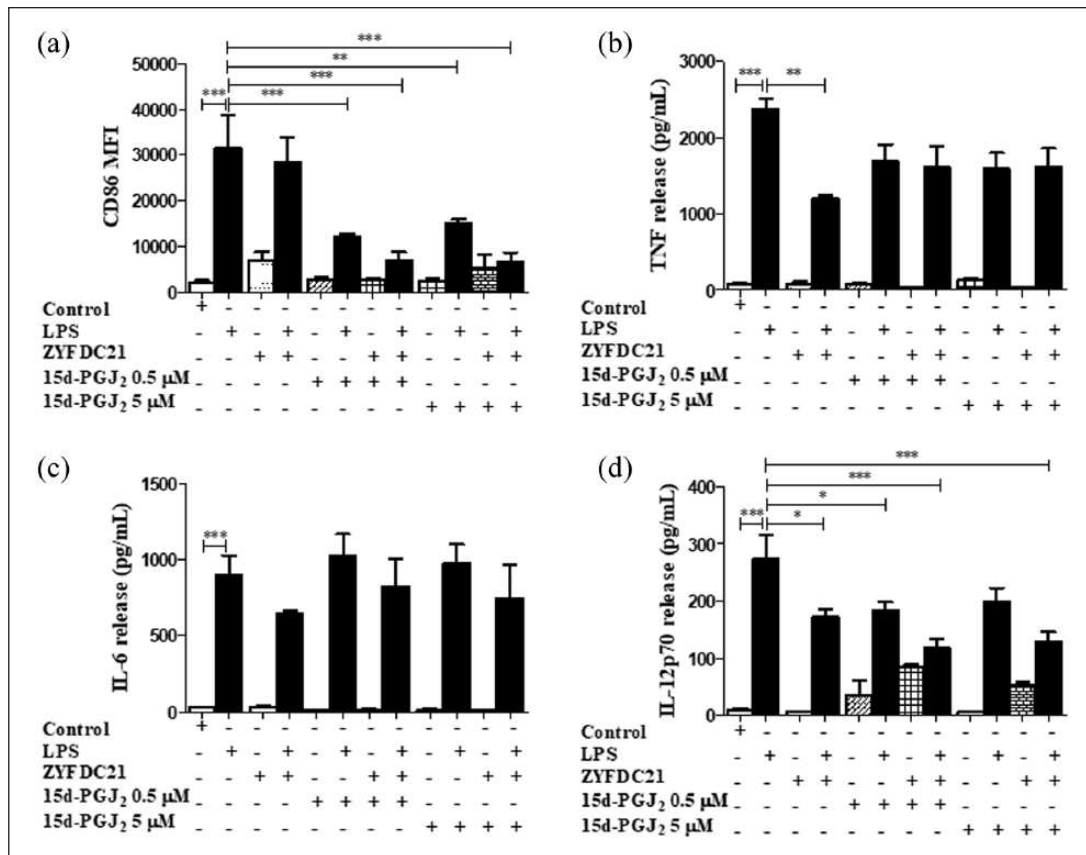 (a)
***
**
***
***
***
50000
40000
30000
20000
10000
0
CD86 MFI
Control + - - - - - - - - - - -
LPS - + - + - + - + - + - +
ZYFDC21 - - + + - - + + - - + +
15d-PGJ₂ 0.5 μM - - - - + + + + - - - -
15d-PGJ₂ 5 μM - - - - - - - - + + + +
(b)
*** **
3000
2000
1000
0
TNF release (pg/mL)
Control + - - - - - - - - - - -
LPS - + - + - + - + - + - +
ZYFDC21 - - + + - - + + - - + +
15d-PGJ₂ 0.5 μM - - - - + + + + - - - -
15d-PGJ₂ 5 μM - - - - - - - - + + + +
(c)
***
1500
1000
500
0
IL-6 release (pg/mL)
Control + - - - - - - - - - - -
LPS - + - + - + - + - + - +
ZYFDC21 - - + + - - + + - - + +
15d-PGJ₂ 0.5 μM - - - - + + + + - - - -
15d-PGJ₂ 5 μM - - - - - - - - + + + +
(d)
***
***
*
*** *
400
300
200
100
0
IL-12p70 release (pg/mL)
Control + - - - - - - - - - - -
LPS - + - + - + - + - + - +
ZYFDC21 - - + + - - + + - - + +
15d-PGJ₂ 0.5 μM - - - - + + + + - - - -
15d-PGJ₂ 5 μM - - - - - - - - + + + +